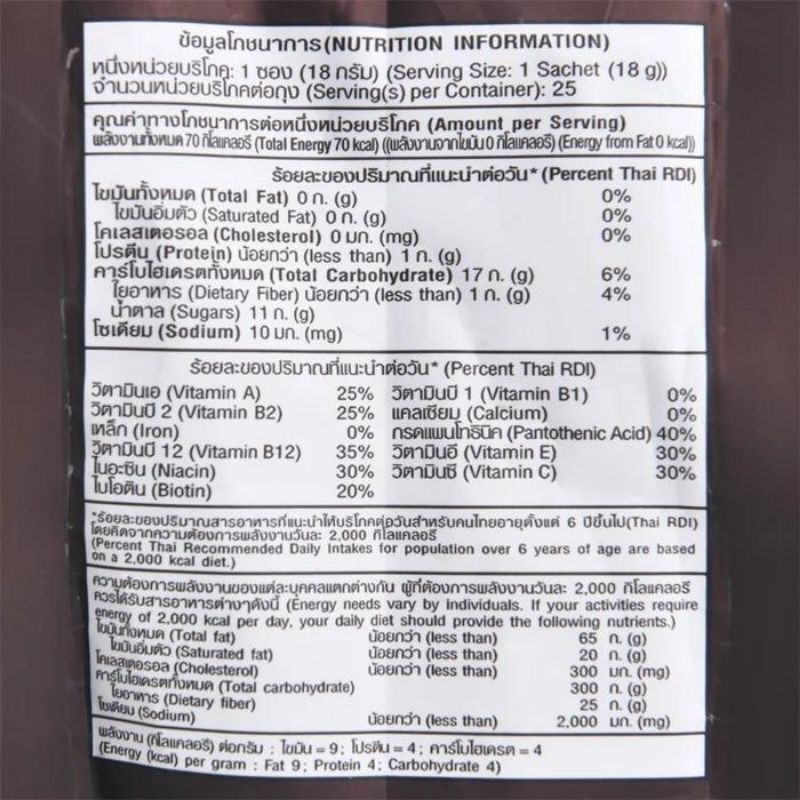 ข้อมูลโภชนาการ(NUTRITION INFORMATION)
หนึ่งหน่วยบริโภค: 1 ซอง (18 กรัม) (Serving Size: 1 Sachet (18 g))
จำนวนหน่วยบริโภคต่อถุง (Serving(s) per Container): 25
คุณค่าทางโภชนาการต่อหนึ่งหน่วยบริโภค (Amount per Serving)
พลังงานทั้งหมด 70 กิโลแคลอรี (Total Energy 70 kcal) ((พลังงานจากไขมัน 0 กิโลแคลอรี) (Energy from Fat 0 kcal))
ร้อยละของปริมาณที่แนะนำต่อวัน* (Percent Thai RDI)
ไขมันทั้งหมด (Total Fat) 0 ก. (g) 0%
ไขมันอิ่มตัว (Saturated Fat) 0 ก. (g) 0%
โคเลสเตอรอล (Cholesterol) 0 มก. (mg) 0%
โปรตีน (Protein) น้อยกว่า (less than) 1 ก. (g)
คาร์โบไฮเดรตทั้งหมด (Total Carbohydrate) 17 ก. (g) 6%
ใยอาหาร (Dietary Fiber) น้อยกว่า (less than) 1 ก. (g) 4%
น้ำตาล (Sugars) 11 ก. (g)
โซเดียม (Sodium) 10 มก. (mg) 1%
ร้อยละของปริมาณที่แนะนำต่อวัน* (Percent Thai RDI)
วิตามินเอ (Vitamin A) 25% วิตามินบี 1 (Vitamin B1) 0%
วิตามินบี 2 (Vitamin B2) 25% แคลเซียม (Calcium) 0%
เหล็ก (Iron) 0% กรดแพนโทธินิค (Pantothenic Acid) 40%
วิตามินบี 12 (Vitamin B12) 35% วิตามินอี (Vitamin E) 30%
ไนอะซิน (Niacin) 30% วิตามินซี (Vitamin C) 30%
ไบโอติน (Biotin) 20%
*ร้อยละของปริมาณสารอาหารที่แนะนำให้บริโภคต่อวันสำหรับคนไทยอายุตั้งแต่ 6 ปีขึ้นไป(Thai RDI)
โดยคิดจากความต้องการพลังงานวันละ 2,000 กิโลแคลอรี
(Percent Thai Recommended Daily Intakes for population over 6 years of age are based
on a 2,000 kcal diet.)
ความต้องการพลังงานของแต่ละบุคคลแตกต่างกัน ผู้ที่ต้องการพลังงานวันละ 2,000 กิโลแคลอรี
ควรได้รับสารอาหารต่างๆดังนี้ (Energy needs vary by individuals. If your activities require
energy of 2,000 kcal per day, your daily diet should provide the following nutrients.)
ไขมันทั้งหมด (Total fat) น้อยกว่า (less than) 65 ก. (g)
ไขมันอิ่มตัว (Saturated fat) น้อยกว่า (less than) 20 ก. (g)
โคเลสเตอรอล (Cholesterol) น้อยกว่า (less than) 300 มก. (mg)
คาร์โบไฮเดรตทั้งหมด (Total carbohydrate) 300 ก. (g)
ใยอาหาร (Dietary fiber) 25 ก. (g)
โซเดียม (Sodium) น้อยกว่า (less than) 2,000 มก. (mg)
พลังงาน (กิโลแคลอรี) ต่อกรัม : ไขมัน = 9; โปรตีน = 4; คาร์โบไฮเดรต = 4
(Energy (kcal) per gram : Fat 9; Protein 4; Carbohydrate 4)